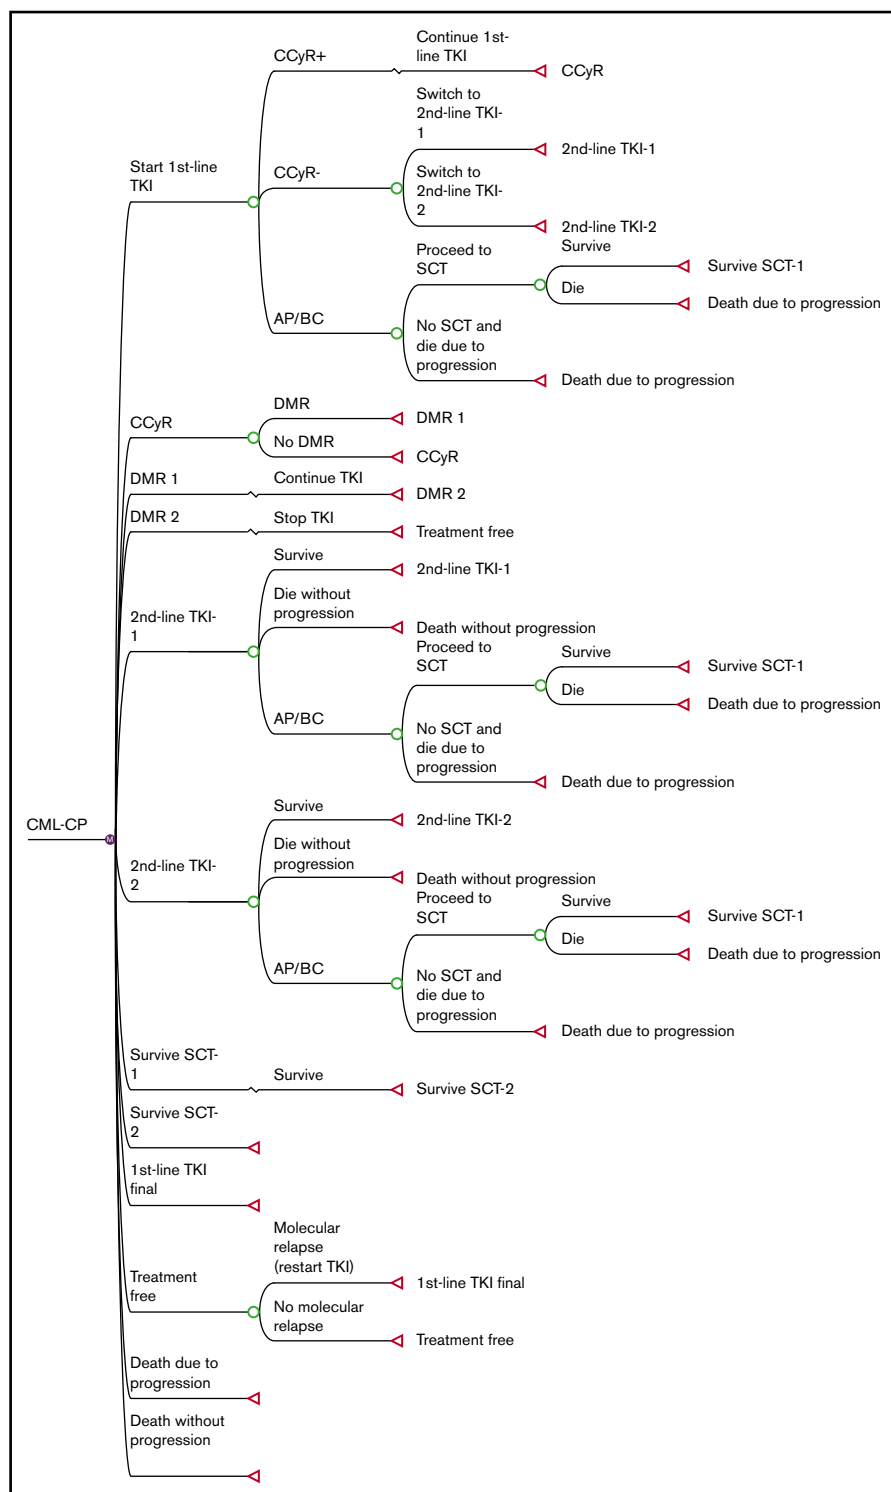 CCyR+
Continue 1st-
line TKI
CCyR
Switch to
2nd-line TKI-
1
2nd-line TKI-1
Start 1st-line
TKI
CCyR-
Switch to
2nd-line TKI-
2
2nd-line TKI-2
Proceed to
SCT
Survive
Survive SCT-1
Die
Death due to progression
AP/BC
No SCT and
die due to
progression
Death due to progression
CCyR
DMR
DMR 1
No DMR
CCyR
DMR 1
Continue TKI
DMR 2
DMR 2
Stop TKI
Treatment free
2nd-line TKI-
1
Survive
2nd-line TKI-1
Die without
progression
Death without progression
AP/BC
Proceed to
SCT
Survive
Survive SCT-1
Die
Death due to progression
No SCT and
die due to
progression
Death due to progression
CML-CP
M
2nd-line TKI-
2
Survive
2nd-line TKI-2
Die without
progression
Death without progression
AP/BC
Proceed to
SCT
Survive
Survive SCT-1
Die
Death due to progression
No SCT and
die due to
progression
Death due to progression
Survive SCT-
1
Survive
Survive SCT-2
Survive SCT-
2
1st-line TKI
final
Treatment
free
Molecular
relapse
(restart TKI)
1st-line TKI final
No molecular
relapse
Treatment free
Death due to
progression
Death without
progression